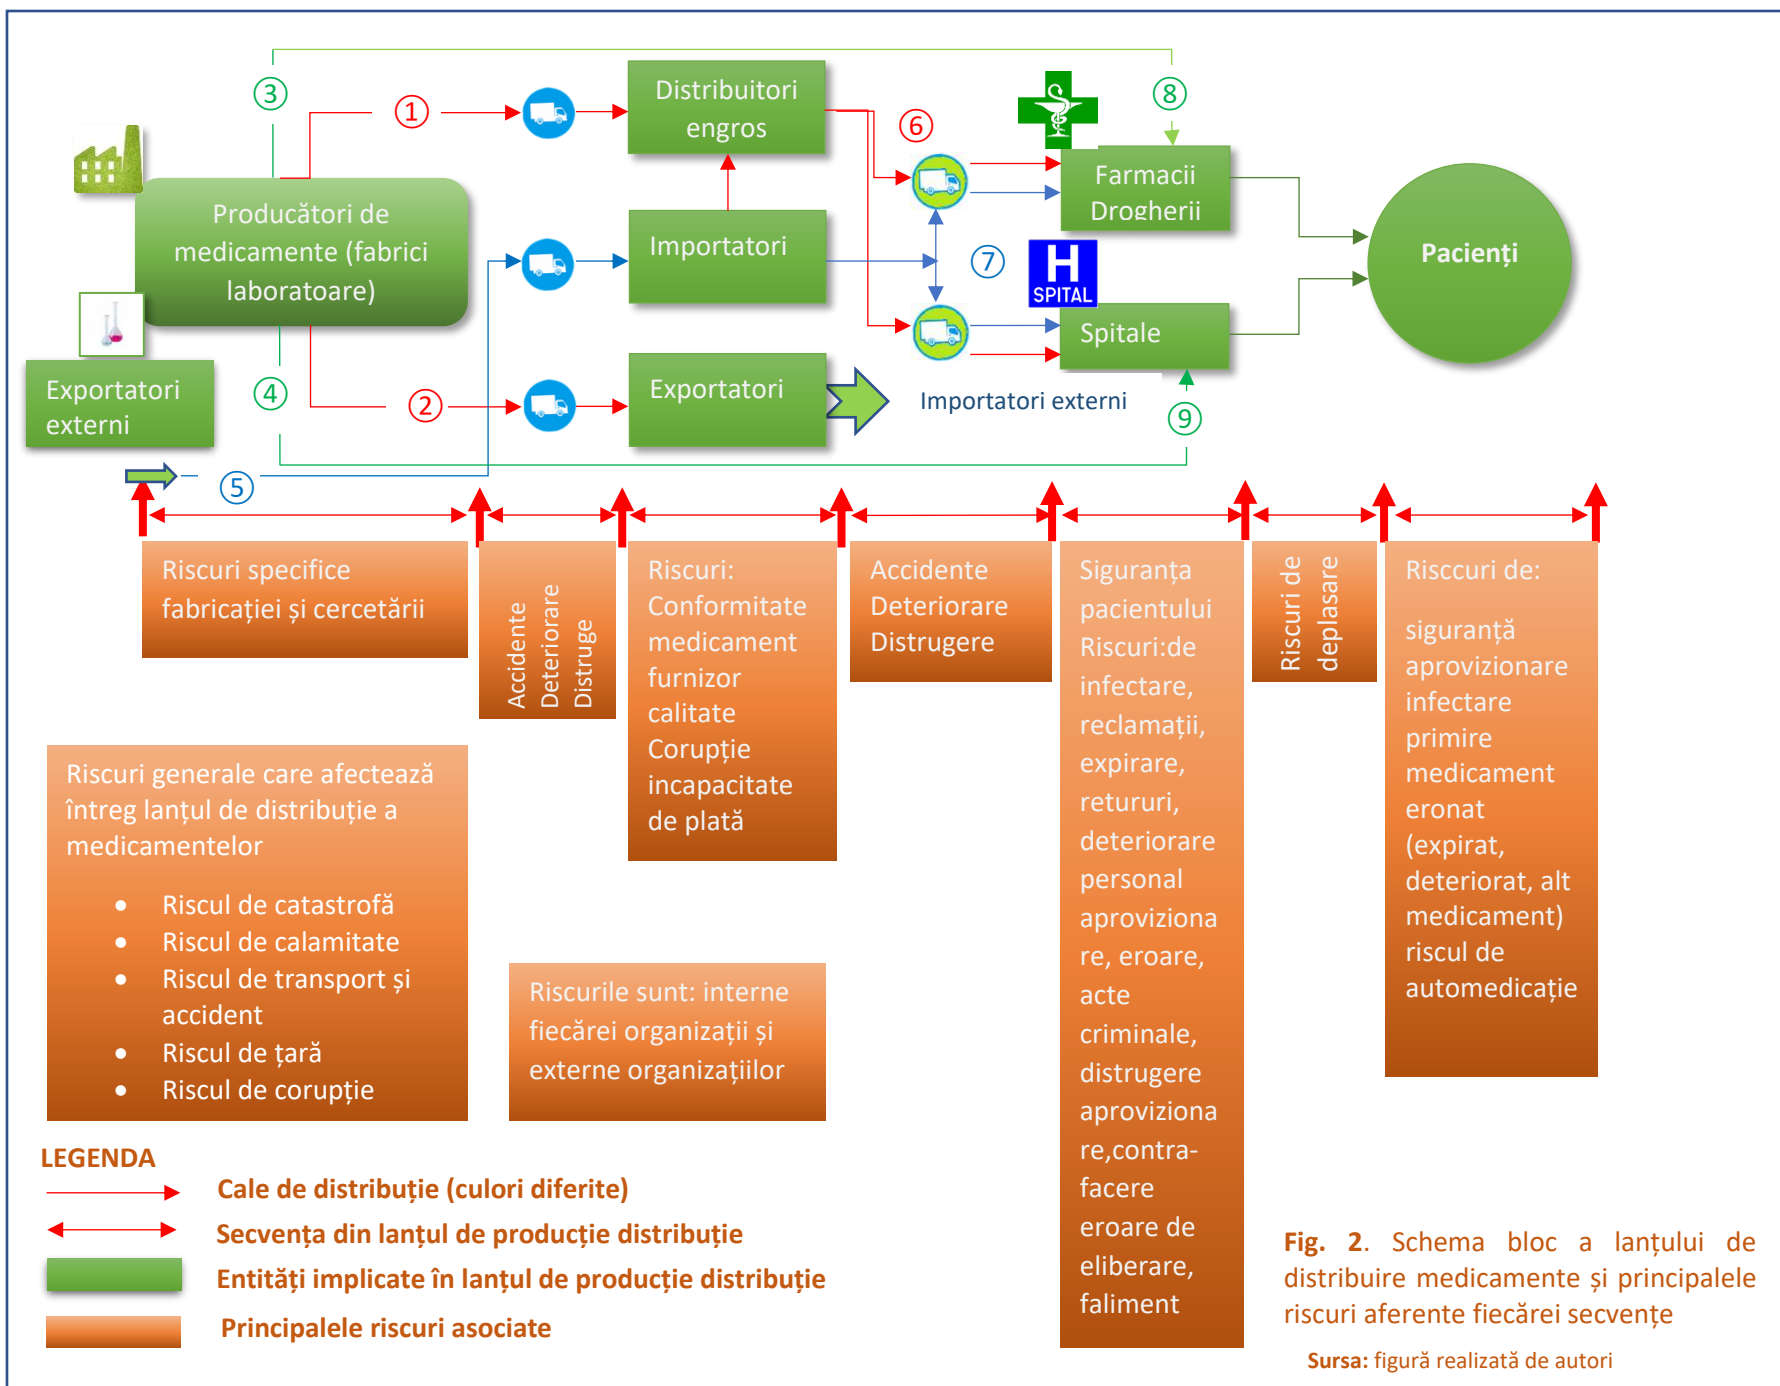 ③
①
②
④
⑤
⑥
⑦
⑧
⑨
Producători de
medicamente (fabrici
laboratoare)
Exportatori
externi
Distribuitori
engros
Importatori
Exportatori
Importatori externi
Farmacii
Drogherii
H
SPITAL
Spitale
Pacienți
Riscuri specifice
fabricației și cercetării
Accidente
Deteriorare
Distruge
Riscuri:
Conformitate
medicament
furnizor
calitate
Corupție
incapacitate
de plată
Accidente
Deteriorare
Distrugere
Siguranța
pacientului
Riscuri:de
infectare,
reclamații,
expirare,
retururi,
deteriorare
personal
aproviziona
re, eroare,
acte
criminale,
distrugere
aproviziona
re,contra-
facere
eroare de
eliberare,
faliment
Riscuri de
deplasare
Risccuri de:
siguranță
aprovizionare
infectare
primire
medicament
eronat
(expirat,
deteriorat, alt
medicament)
riscul de
automedicație
Riscuri generale care afectează
întreg lanțul de distribuție a
medicamentelor
• Riscul de catastrofă
• Riscul de calamitate
• Riscul de transport și
accident
• Riscul de țară
• Riscul de corupție
Riscurile sunt: interne
fiecărei organizații și
externe organizațiilor
LEGENDA
Cale de distribuție (culori diferite)
Secvența din lanțul de producție distribuție
Entități implicate în lanțul de producție distribuție
Principalele riscuri asociate
Fig. 2. Schema bloc a lanțului de
distribuire medicamente și principalele
riscuri aferente fiecărei secvențe
Sursa: figură realizată de autori